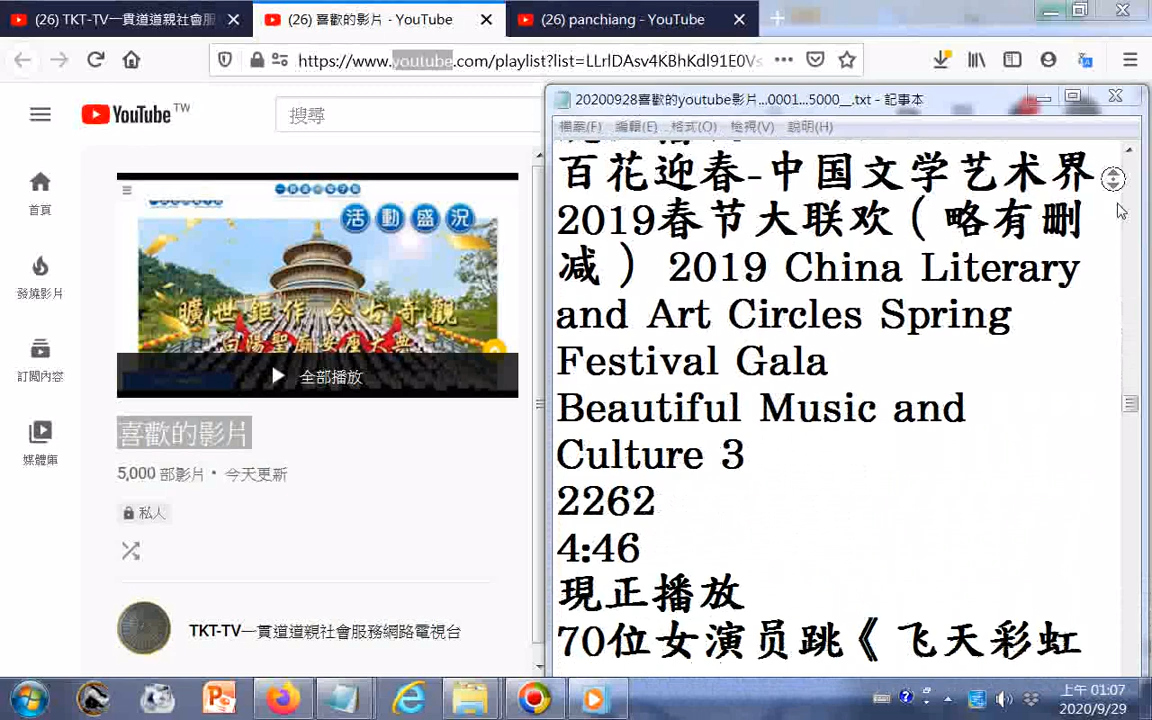 (26) TKT-TV一貫道道親社會服
(26) 喜歡的影片 - YouTube
(26) panchiang - YouTube
https://www.youtube.com/playlist?list=LLrlDAsv4KBhKdl91E0Vs
YouTube TW
搜尋
首頁
發燒影片
訂閱內容
媒體庫
活動盛況
曠世鉅作 今古奇觀
白陽聖廟安座大典
全部播放
喜歡的影片
5,000 部影片・今天更新
私人
TKT-TV一貫道道親社會服務網路電視台
20200928喜歡的youtube影片...0001...5000__.txt - 記事本
檔案(F) 編輯(E) 格式(O) 檢視(V) 說明(H)
百花迎春-中国文学艺术界
2019春节大联欢（略有删
减） 2019 China Literary
and Art Circles Spring
Festival Gala
Beautiful Music and
Culture 3
2262
4:46
現正播放
70位女演员跳《飞天彩虹
上午 01:07
2020/9/29